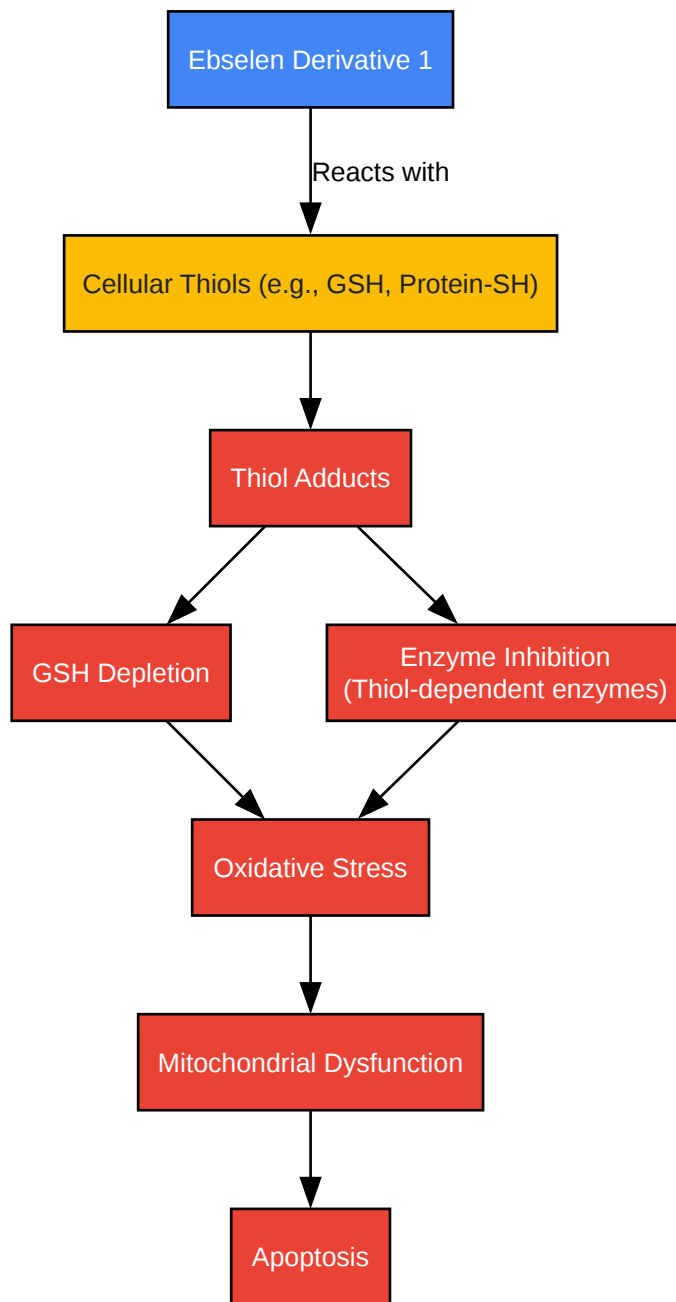 Ebselen Derivative 1
Reacts with
Cellular Thiols (e.g., GSH, Protein-SH)
Thiol Adducts
GSH Depletion
Enzyme Inhibition
(Thiol-dependent enzymes)
Oxidative Stress
Mitochondrial Dysfunction
Apoptosis